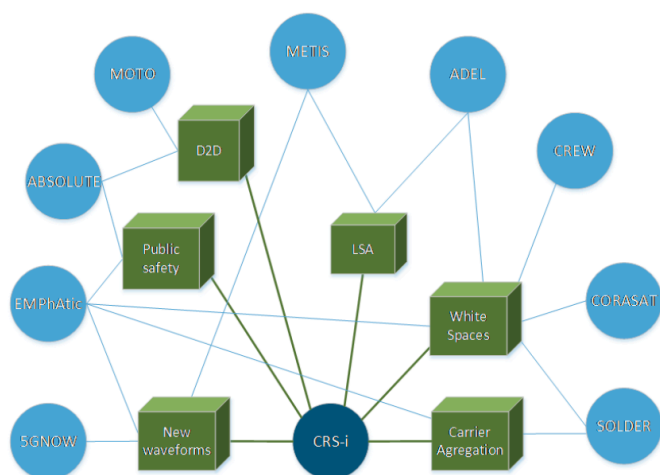 METIS
MOTO
ADEL
D2D
CREW
ABSOLUTE
Public
safety
LSA
EMPhAtic
White
Spaces
CORASAT
5GNOW
New
waveforms
CRS-i
Carrier
Agregation
SOLDER